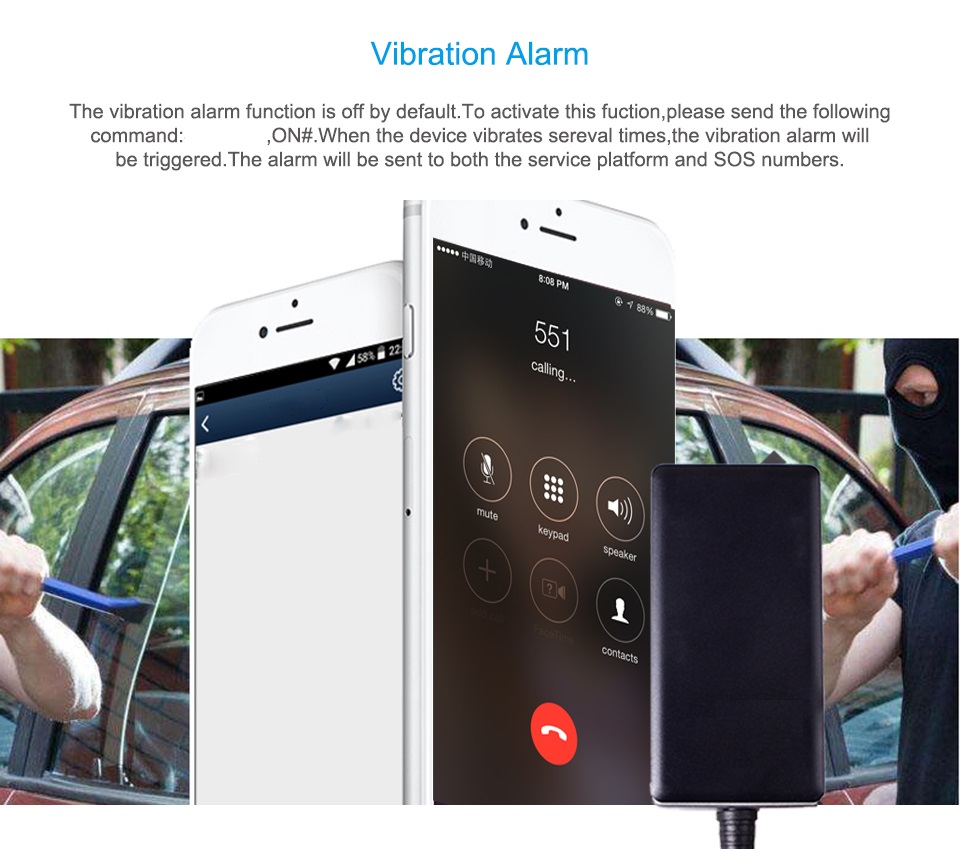 Vibration Alarm
The vibration alarm function is off by default.To activate this fuction,please send the following
command: ,ON#.When the device vibrates sereval times,the vibration alarm will
be triggered.The alarm will be sent to both the service platform and SOS numbers.
中国移动
8:08 PM
88%
58% 22:
551
calling...
mute
keypad
speaker
FaceTime
contacts